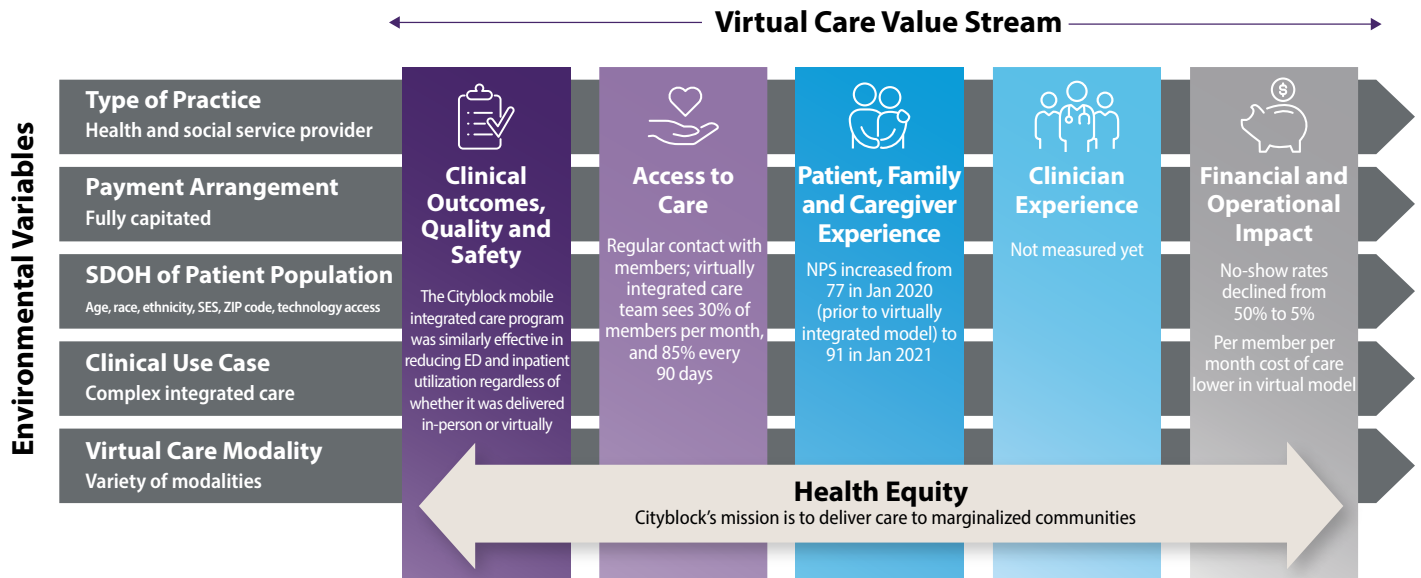 Virtual Care Value Stream
Environmental Variables
Type of Practice
Health and social service provider
Payment Arrangement
Fully capitated
SDOH of Patient Population
Age, race, ethnicity, SES, ZIP code, technology access
Clinical Use Case
Complex integrated care
Virtual Care Modality
Variety of modalities
Clinical
Outcomes,
Quality and
Safety
The Cityblock mobile
integrated care program
was similarly effective in
reducing ED and inpatient
utilization regardless of
whether it was delivered
in-person or virtually
Access to
Care
Regular contact with
members; virtually
integrated care
team sees 30% of
members per month,
and 85% every
90 days
Patient, Family
and Caregiver
Experience
NPS increased from
77 in Jan 2020
(prior to virtually
integrated model) to
91 in Jan 2021
Clinician
Experience
Not measured yet
$
Financial and
Operational
Impact
No-show rates
declined from
50% to 5%
Per member per
month cost of care
lower in virtual model
Health Equity
Cityblock's mission is to deliver care to marginalized communities